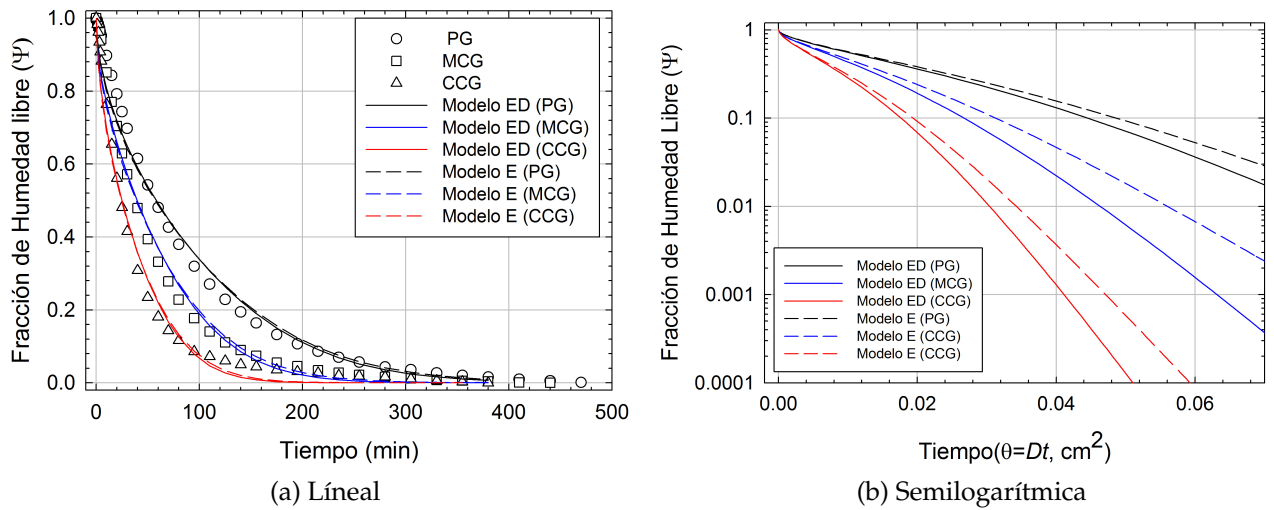 Fracción de Humedad libre (Ψ)
1.0
0.8
0.6
0.4
0.2
0.0
0
100
200
300
400
500
Tiempo (min)
PG
MCG
CCG
Modelo ED (PG)
Modelo ED (MCG)
Modelo ED (CCG)
Modelo E (PG)
Modelo E (MCG)
Modelo E (CCG)
(a) Líneal
Fracción de Humedad Libre (Ψ)
1
0.1
0.01
0.001
0.0001
0.00
0.02
0.04
0.06
Tiempo(θ=Dt, cm²)
Modelo ED (PG)
Modelo ED (MCG)
Modelo ED (CCG)
Modelo E (PG)
Modelo E (CCG)
Modelo E (CCG)
(b) Semilogarítmica